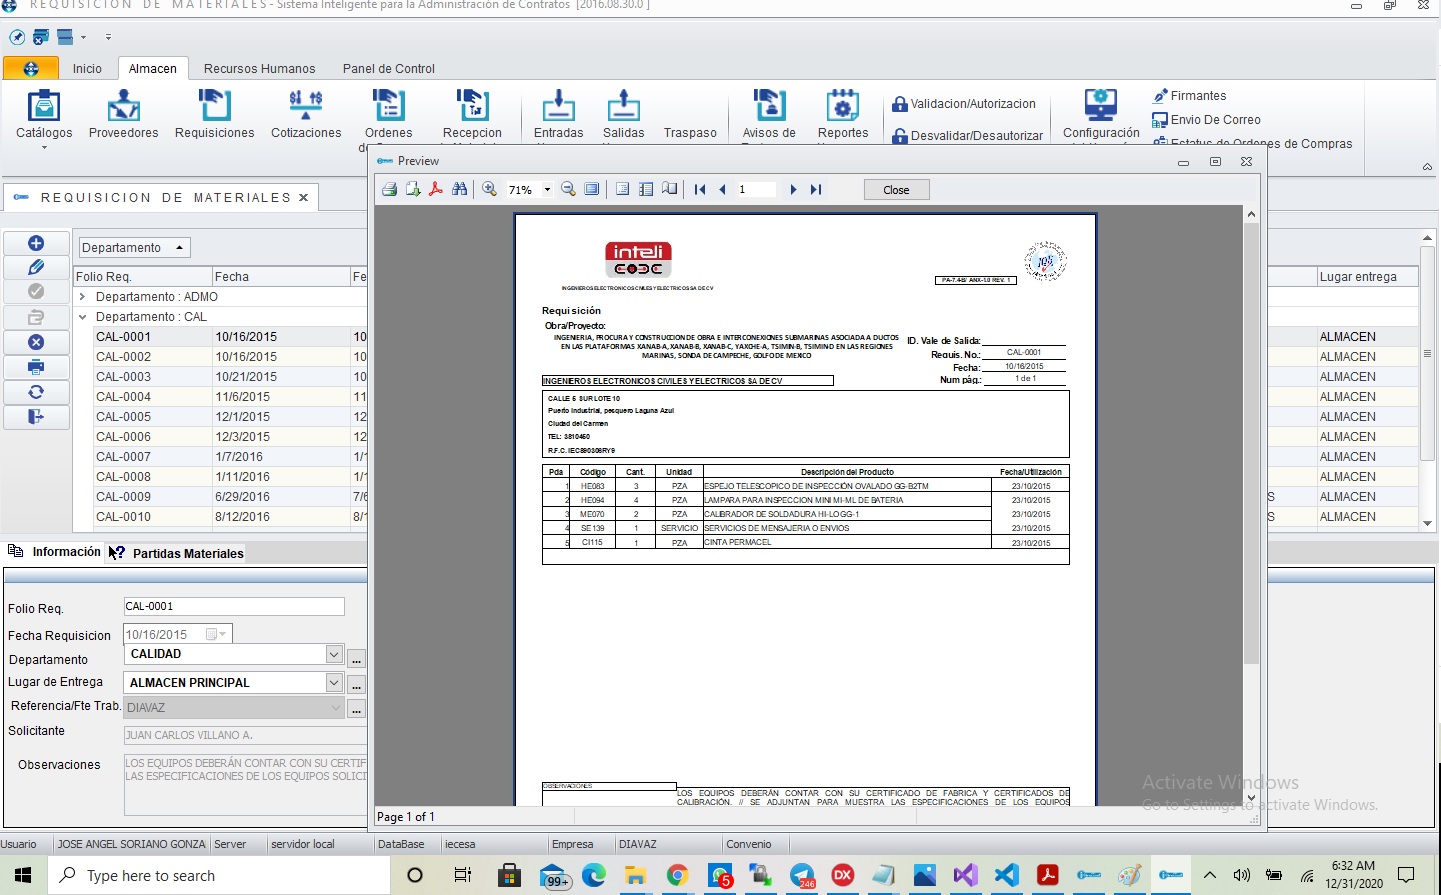 REQUISICION DE MATERIALES - Sistema Inteligente para la Administración de Contratos [2016.08.30.0 ]
Inicio Almacen Recursos Humanos Panel de Control
Catálogos Proveedores Requisiciones Cotizaciones Ordenes Recepcion Entradas Salidas Traspaso Avisos de Reportes
Validacion/Autorizacion
Desvalidar/Desautorizar
Configuración
Firmantes
Envio De Correo
Estatus de Ordenes de Compras
REQUISICION DE MATERIALES
Departamento
Folio Req. Fecha Fe
Departamento : ADMO
Departamento : CAL
CAL-0001 10/16/2015 10
CAL-0002 10/16/2015 10
CAL-0003 10/21/2015 10
CAL-0004 11/6/2015 11
CAL-0005 12/1/2015 12
CAL-0006 12/3/2015 12
CAL-0007 1/7/2016 1/1
CAL-0008 1/11/2016 1/1
CAL-0009 6/29/2016 7/6
CAL-0010 8/12/2016 8/1
Lugar entrega
ALMACEN
ALMACEN
ALMACEN
ALMACEN
ALMACEN
ALMACEN
ALMACEN
ALMACEN
S ALMACEN
S ALMACEN
Información ? Partidas Materiales
Folio Req. CAL-0001
Fecha Requisicion 10/16/2015
Departamento CALIDAD ...
Lugar de Entrega ALMACEN PRINCIPAL ...
Referencia/Fte Trab. DIAVAZ ...
Solicitante JUAN CARLOS VILLANO A.
Observaciones LOS EQUIPOS DEBERÁN CONTAR CON SU CERTIF
LAS ESPECIFICACIONES DE LOS EQUIPOS SOLICI
Preview
71% 1 Close
inteli
CODC
INGENIEROS ELECTRONICOS CIVILES Y ELECTRICOS SA DE CV
PA-7.4-B/ ANX-1.0 REV. 1
Requisición
Obra/Proyecto:
INGENIERIA, PROCURA Y CONSTRUCCION DE OBRA E INTERCONEXIONES SUBMARINAS ASOCIADA A DUCTOS
EN LAS PLATAFORMAS XANAB-A, XANAB-B, XANAB-C, YAXCHE-A, TSIMIN-B, TSIMIN-D EN LAS REGIONES
MARINAS, SONDA DE CAMPECHE, GOLFO DE MEXICO
ID. Vale de Salida:
Requis. No.: CAL-0001
Fecha: 10/16/2015
Num pág.: 1 de 1
INGENIEROS ELECTRONICOS CIVILES Y ELECTRICOS SA DE CV
CALLE 5 SUR LOTE 10
Puerto Industrial, pesquero Laguna Azul
Ciudad del Carmen
TEL: 3810450
R.F.C. IEC890308RY9
Pda Código Cant. Unidad Descripción del Producto Fecha/Utilización
1 HE083 3 PZA ESPEJO TELESCOPICO DE INSPECCIÓN OVALADO GG-B2TM 23/10/2015
2 HE094 4 PZA LAMPARA PARA INSPECCION MINI MI-ML DE BATERIA 23/10/2015
3 ME070 2 PZA CALIBRADOR DE SOLDADURA HI-LO GG-1 23/10/2015
4 SE139 1 SERVICIO SERVICIOS DE MENSAJERIA O ENVIOS 23/10/2015
5 CI115 1 PZA CINTA PERMACEL 23/10/2015
OBSERVACIONES
LOS EQUIPOS DEBERÁN CONTAR CON SU CERTIFICADO DE FABRICA Y CERTIFICADOS DE
CALIBRACIÓN. // SE ADJUNTAN PARA MUESTRA LAS ESPECIFICACIONES DE LOS EQUIPOS
Page 1 of 1
Activate Windows
Go to Settings to activate Windows.
Usuario JOSE ANGEL SORIANO GONZA Server servidor local DataBase iecesa Empresa DIAVAZ Convenio
Type here to search
99+
5
246
DX
6:32 AM
12/31/2020